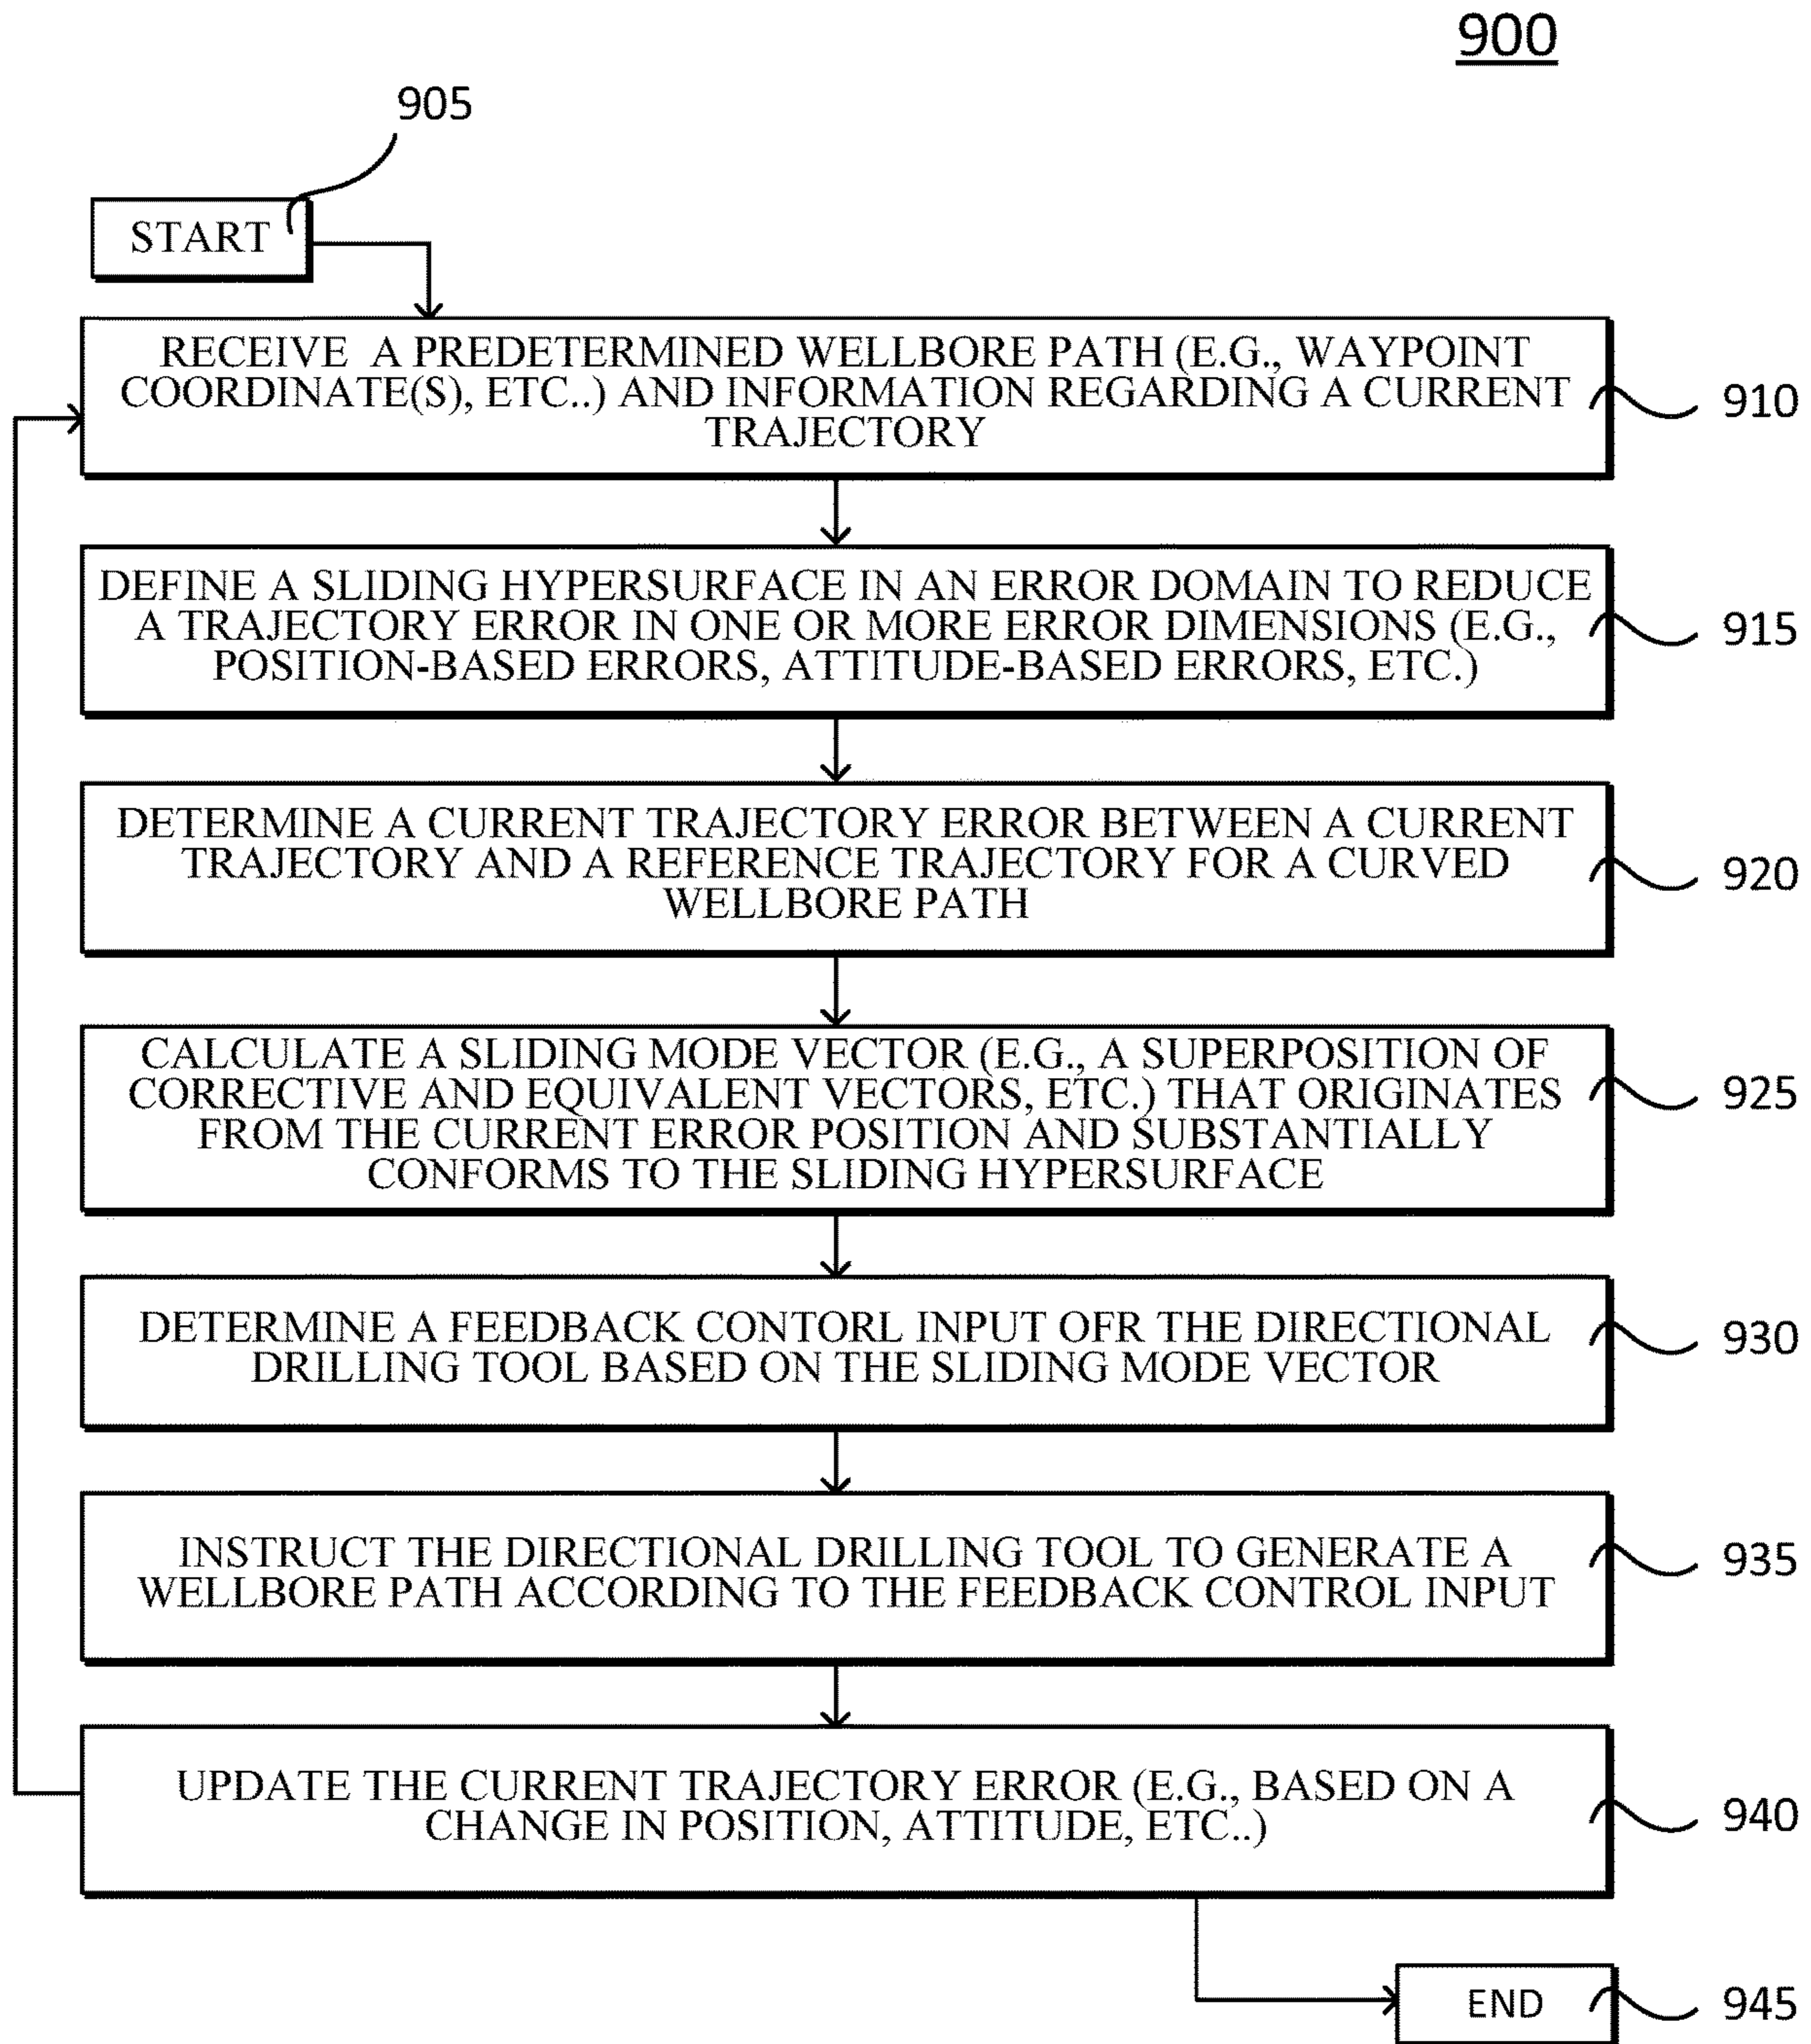 900
905
START
RECEIVE A PREDETERMINED WELLBORE PATH (E.G., WAYPOINT
COORDINATE(S), ETC..) AND INFORMATION REGARDING A CURRENT
TRAJECTORY
910
DEFINE A SLIDING HYPERSURFACE IN AN ERROR DOMAIN TO REDUCE
A TRAJECTORY ERROR IN ONE OR MORE ERROR DIMENSIONS (E.G.,
POSITION-BASED ERRORS, ATTITUDE-BASED ERRORS, ETC.)
915
DETERMINE A CURRENT TRAJECTORY ERROR BETWEEN A CURRENT
TRAJECTORY AND A REFERENCE TRAJECTORY FOR A CURVED
WELLBORE PATH
920
CALCULATE A SLIDING MODE VECTOR (E.G., A SUPERPOSITION OF
CORRECTIVE AND EQUIVALENT VECTORS, ETC.) THAT ORIGINATES
FROM THE CURRENT ERROR POSITION AND SUBSTANTIALLY
CONFORMS TO THE SLIDING HYPERSURFACE
925
DETERMINE A FEEDBACK CONTORL INPUT OFR THE DIRECTIONAL
DRILLING TOOL BASED ON THE SLIDING MODE VECTOR
930
INSTRUCT THE DIRECTIONAL DRILLING TOOL TO GENERATE A
WELLBORE PATH ACCORDING TO THE FEEDBACK CONTROL INPUT
935
UPDATE THE CURRENT TRAJECTORY ERROR (E.G., BASED ON A
CHANGE IN POSITION, ATTITUDE, ETC..)
940
END
945